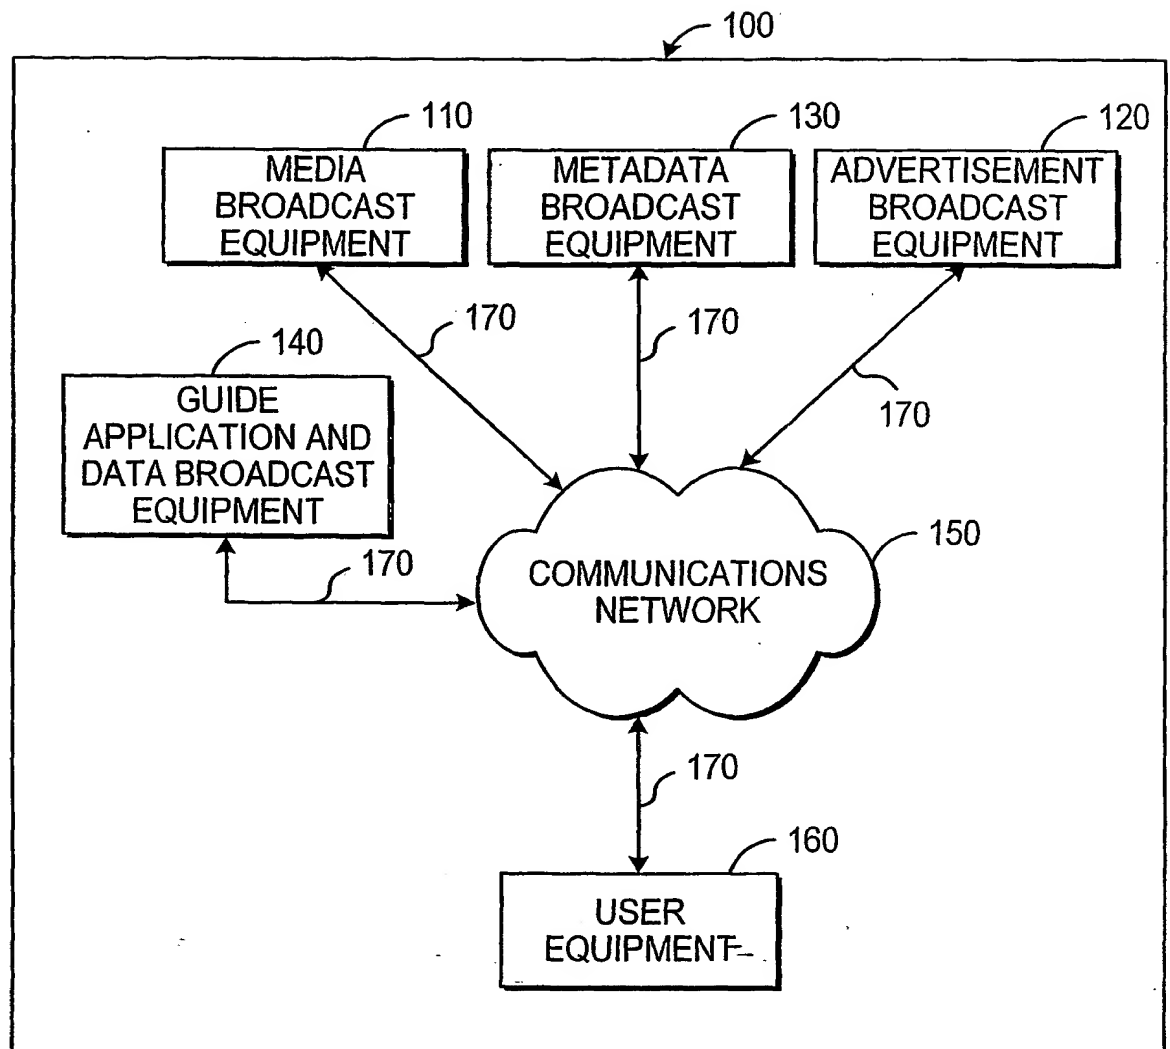 100
110
130
120
MEDIA
BROADCAST
EQUIPMENT
METADATA
BROADCAST
EQUIPMENT
ADVERTISEMENT
BROADCAST
EQUIPMENT
170
170
170
140
GUIDE
APPLICATION AND
DATA BROADCAST
EQUIPMENT
150
170
COMMUNICATIONS
NETWORK
170
160
USER
EQUIPMENT